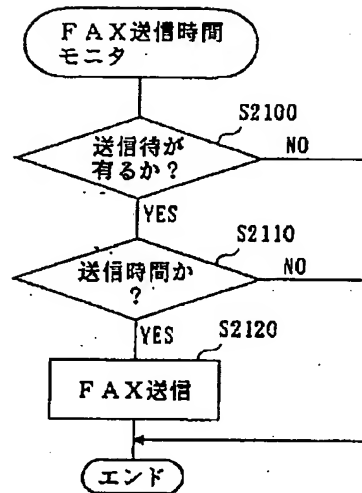 FAX送信時間
モニタ
S2100
送信待が
有るか?
NO
YES
S2110
送信時間か
?
NO
YES
S2120
FAX送信
エンド